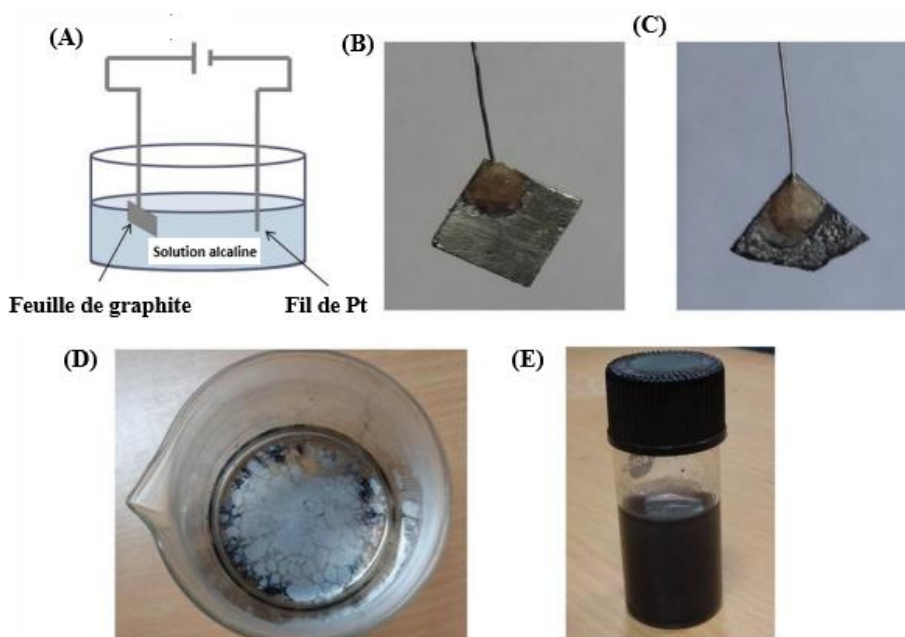 (A)
(B)
(C)
Solution alcaline
Feuille de graphite
Fil de Pt
(D)
(E)